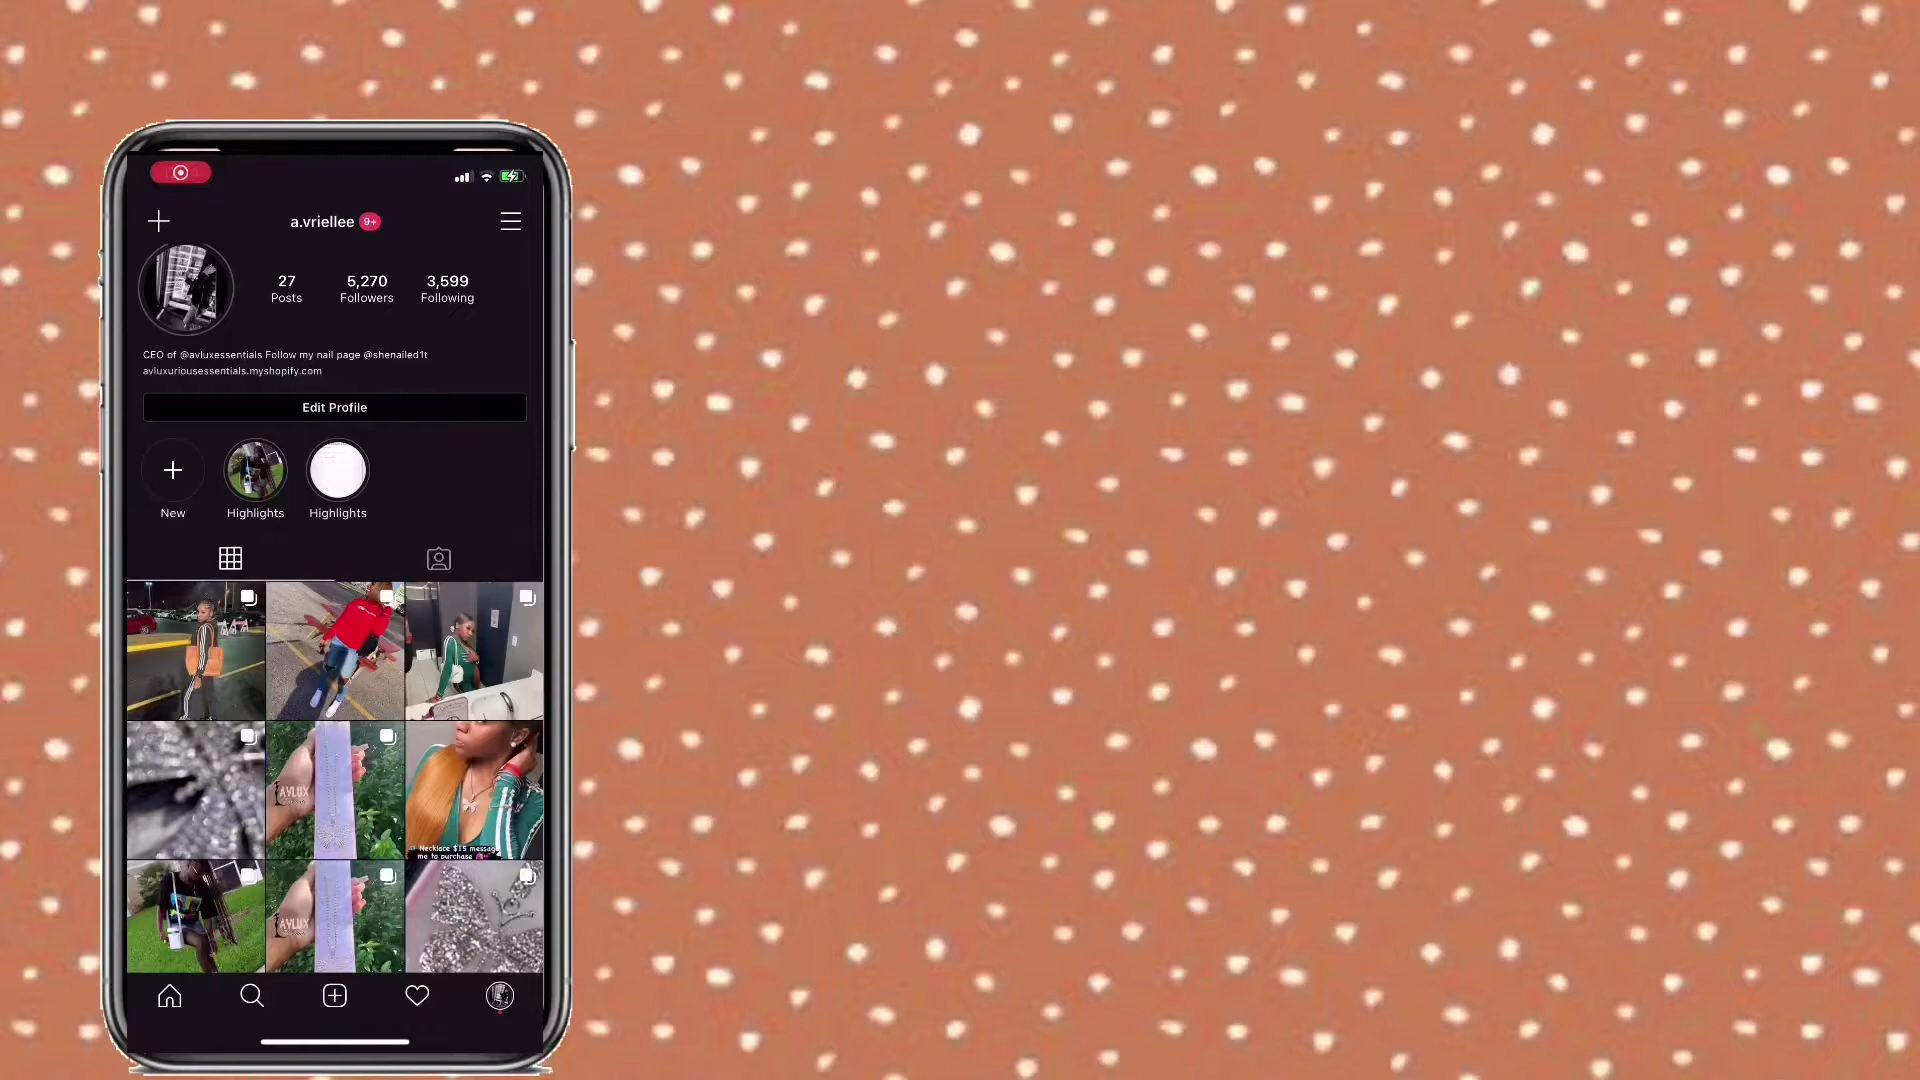 a.vriellee 9+
27 5,270 3,599
Posts Followers Following
CEO of @avluxessentials Follow my nail page @shenailed1t
avluxuriousessentials.myshopify.com
Edit Profile
New Highlights Highlights
AVLUX
Necklace $15 message
me to purchase
AVLUX